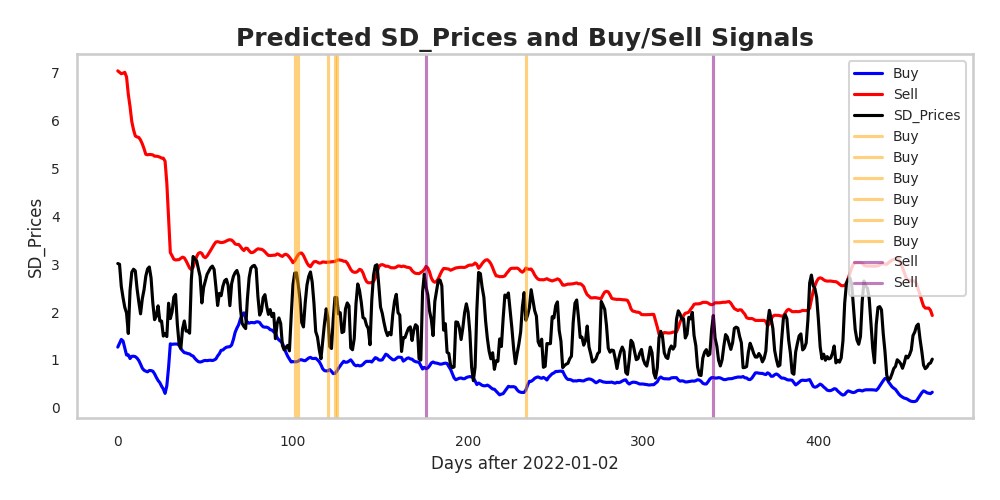 Predicted SD_Prices and Buy/Sell Signals
SD_Prices
7
6
5
4
3
2
1
0
0 100 200 300 400
Days after 2022-01-02
Buy
Sell
SD_Prices
Buy
Buy
Buy
Buy
Buy
Buy
Sell
Sell